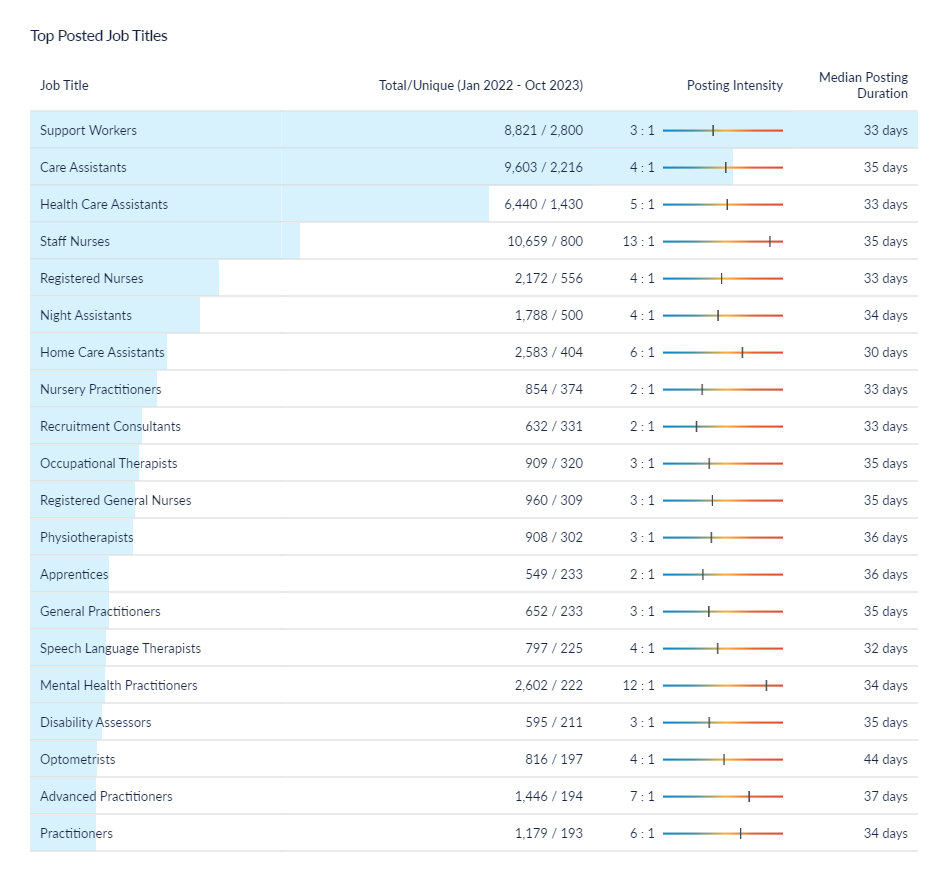 Top Posted Job Titles
Job Title Total/Unique (Jan 2022 - Oct 2023) Posting Intensity Median Posting Duration
Support Workers 8,821 / 2,800 3 : 1 33 days
Care Assistants 9,603 / 2,216 4 : 1 35 days
Health Care Assistants 6,440 / 1,430 5 : 1 33 days
Staff Nurses 10,659 / 800 13 : 1 35 days
Registered Nurses 2,172 / 556 4 : 1 33 days
Night Assistants 1,788 / 500 4 : 1 34 days
Home Care Assistants 2,583 / 404 6 : 1 30 days
Nursery Practitioners 854 / 374 2 : 1 33 days
Recruitment Consultants 632 / 331 2 : 1 33 days
Occupational Therapists 909 / 320 3 : 1 35 days
Registered General Nurses 960 / 309 3 : 1 35 days
Physiotherapists 908 / 302 3 : 1 36 days
Apprentices 549 / 233 2 : 1 36 days
General Practitioners 652 / 233 3 : 1 35 days
Speech Language Therapists 797 / 225 4 : 1 32 days
Mental Health Practitioners 2,602 / 222 12 : 1 34 days
Disability Assessors 595 / 211 3 : 1 35 days
Optometrists 816 / 197 4 : 1 44 days
Advanced Practitioners 1,446 / 194 7 : 1 37 days
Practitioners 1,179 / 193 6 : 1 34 days